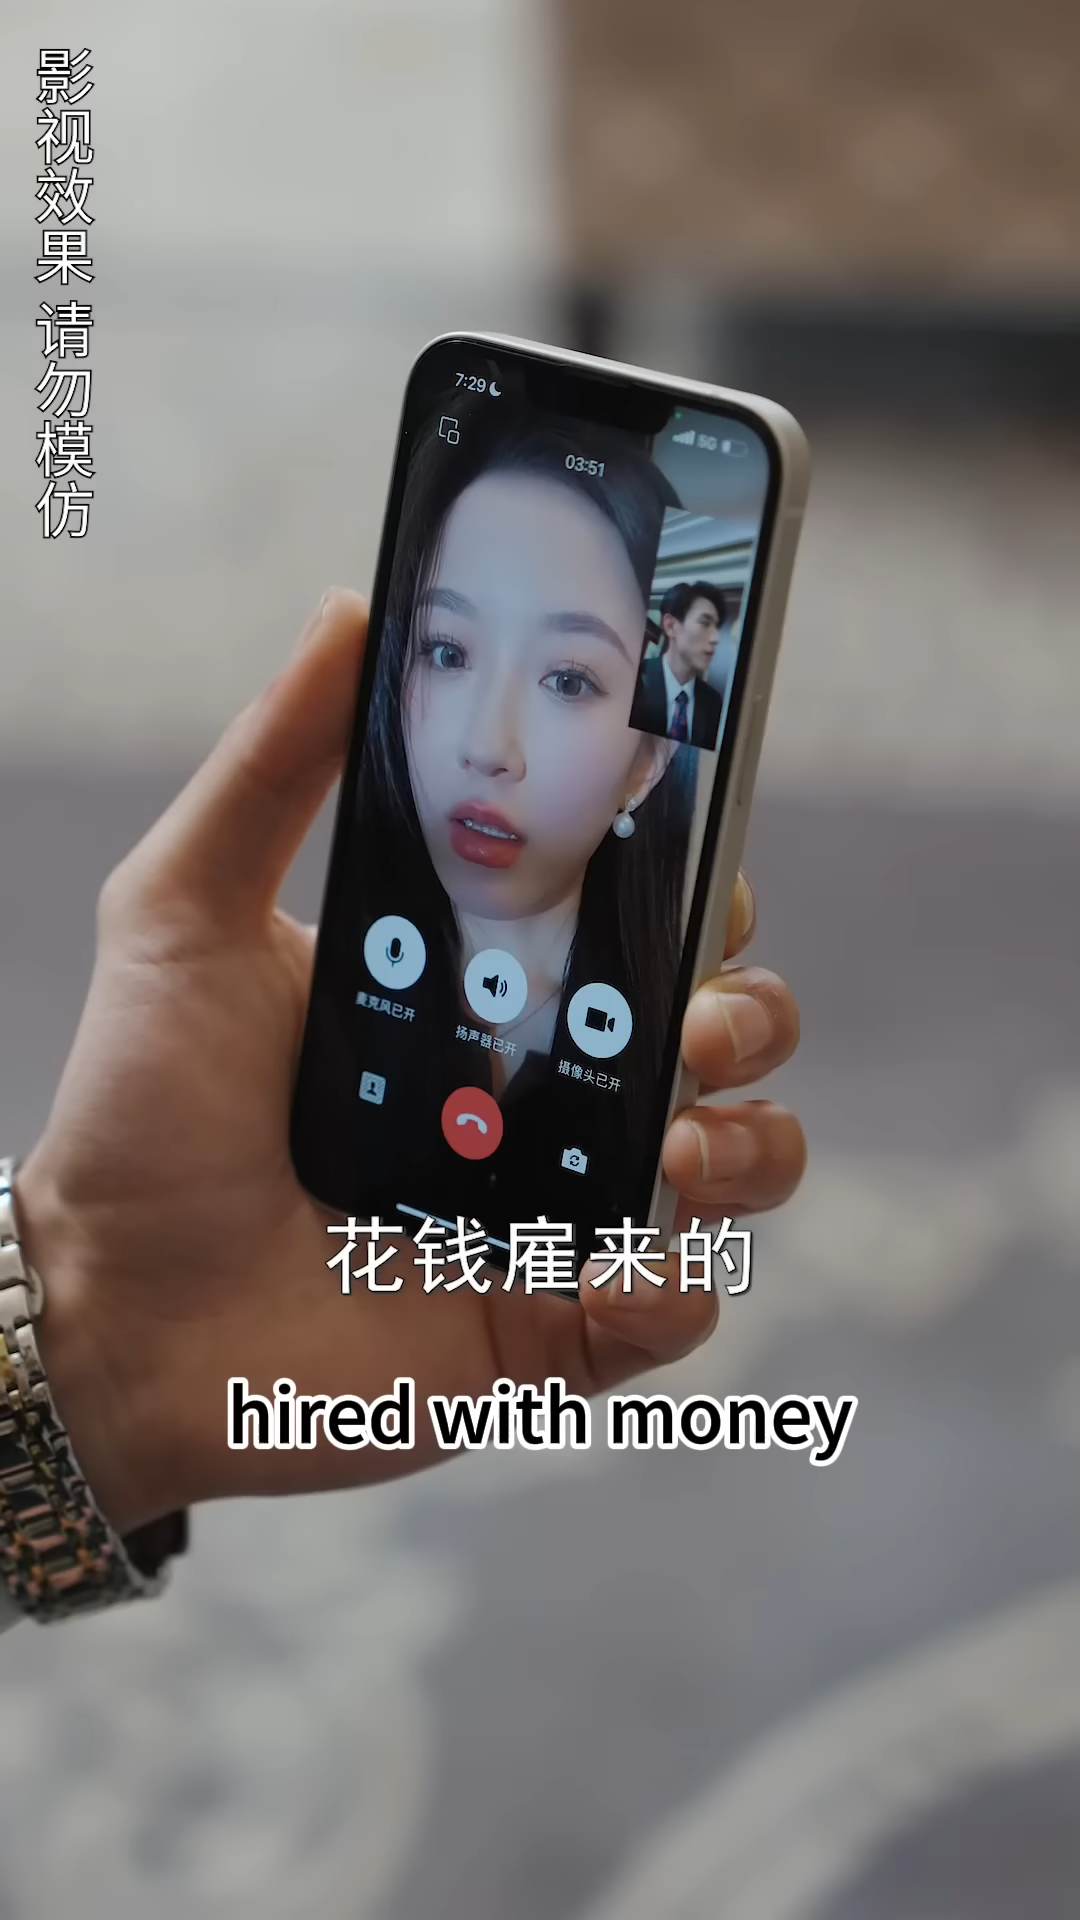 影视效果 请勿模仿
7:29
5G
03:51
麦克风已开
扬声器已开
摄像头已开
花钱雇来的
hired with money